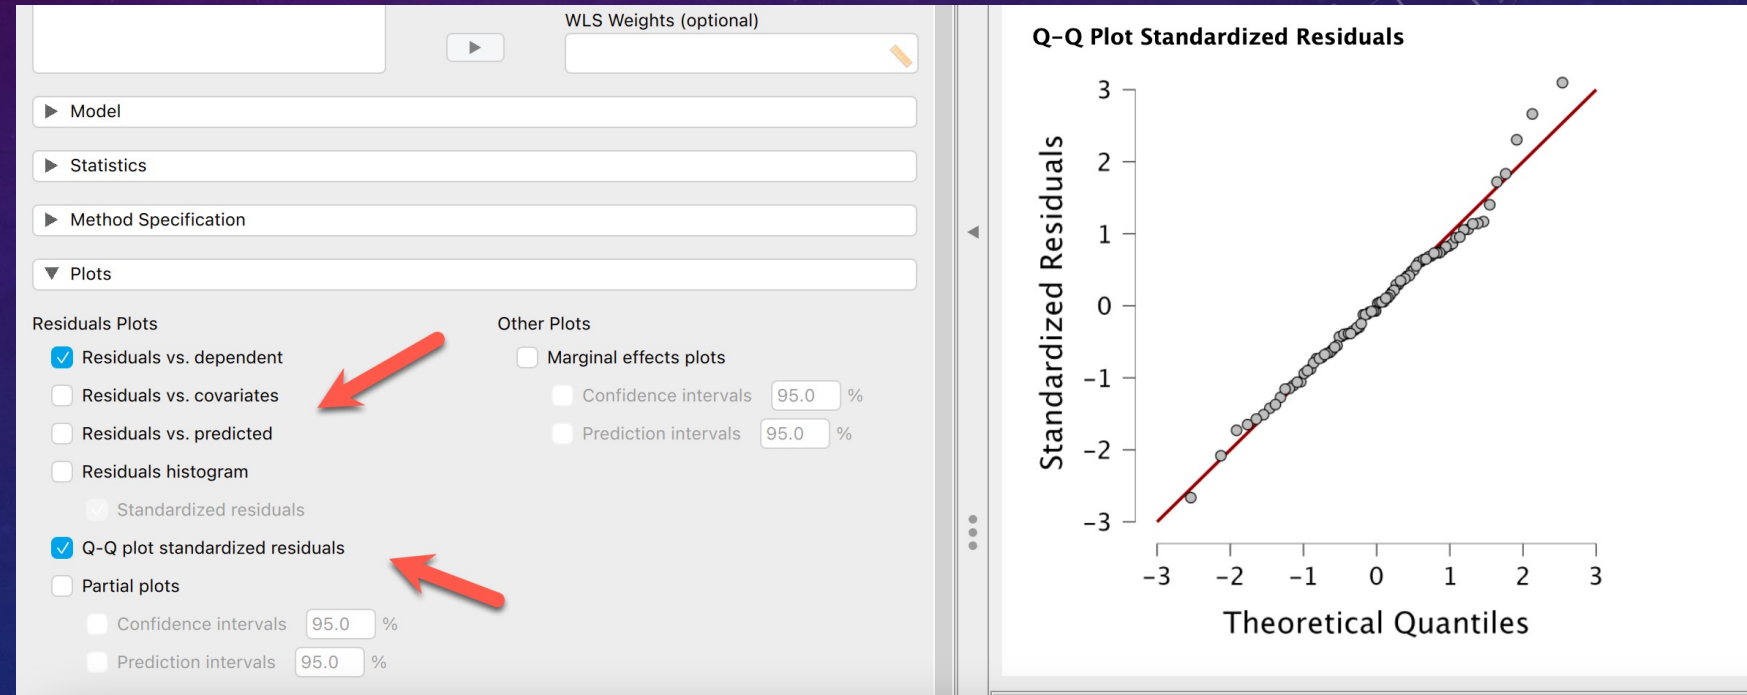 WLS Weights (optional)
Model
Statistics
Method Specification
Plots
Residuals Plots
Residuals vs. dependent
Residuals vs. covariates
Residuals vs. predicted
Residuals histogram
Standardized residuals
Q-Q plot standardized residuals
Partial plots
Confidence intervals 95.0 %
Prediction intervals 95.0 %
Other Plots
Marginal effects plots
Confidence intervals 95.0 %
Prediction intervals 95.0 %
Q-Q Plot Standardized Residuals
Standardized Residuals
3
2
1
0
−1
−2
−3
−3 −2 −1 0 1 2 3
Theoretical Quantiles